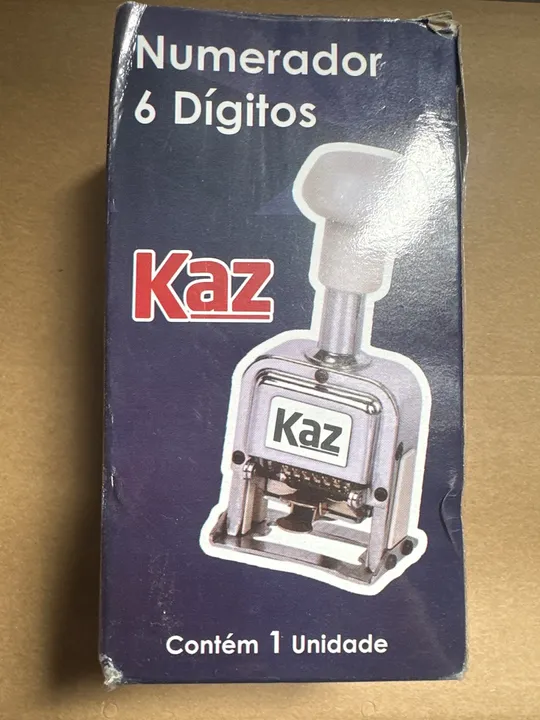 Numerador
6 Dígitos
Kaz
Kaz
Contém 1 Unidade